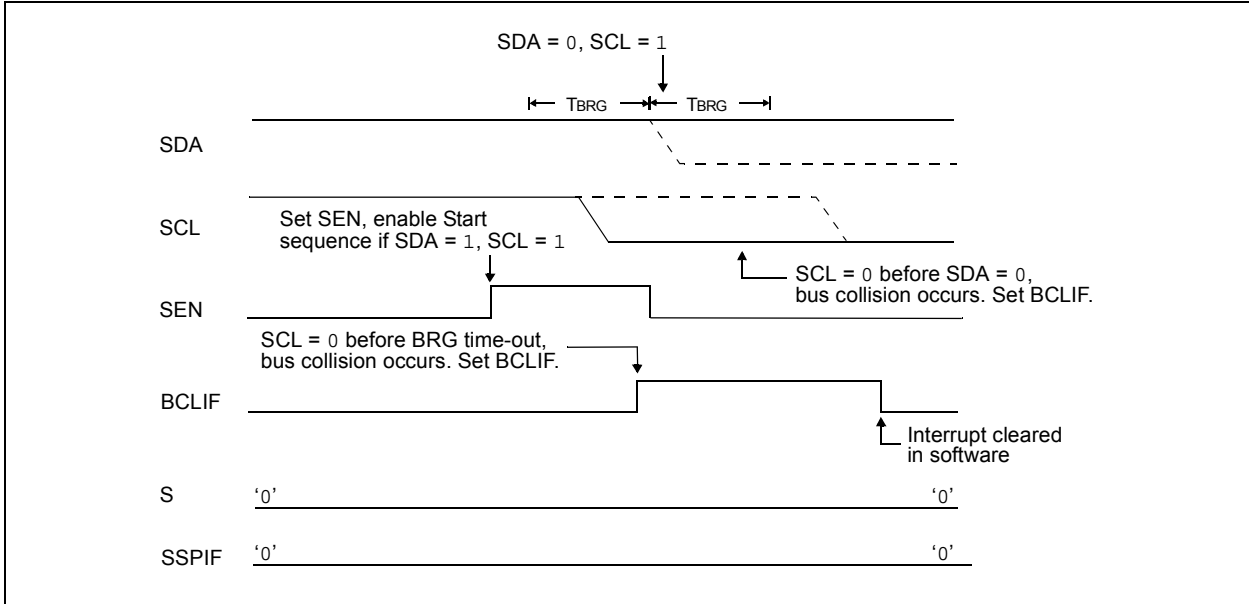 SDA = 0, SCL = 1
TBRG TBRG
SDA
SCL
Set SEN, enable Start
sequence if SDA = 1, SCL = 1
SCL = 0 before SDA = 0,
bus collision occurs. Set BCLIF.
SEN
SCL = 0 before BRG time-out,
bus collision occurs. Set BCLIF.
BCLIF
Interrupt cleared
in software
S ‘0’ ‘0’
SSPIF ‘0’ ‘0’